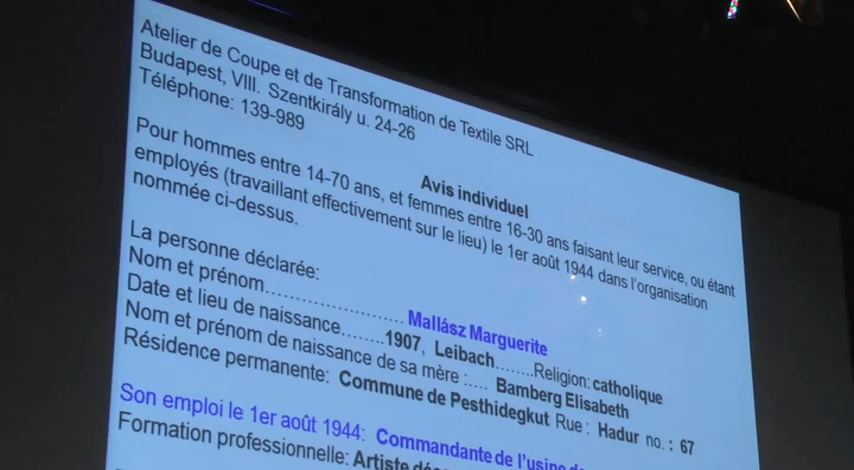 Atelier de Coupe et de Transformation de Textile SRL
Budapest, VIII. Szentkirály u. 24-26
Téléphone: 139-989
Avis individuel
Pour hommes entre 14-70 ans, et femmes entre 16-30 ans faisant leur service, ou étant
employés (travaillant effectivement sur le lieu) le 1er août 1944 dans l'organisation
nommée ci-dessus.
La personne déclarée:
Nom et prénom........................ Mallász Marguerite
Date et lieu de naissance.......1907, Leibach.......Religion: catholique
Nom et prénom de naissance de sa mère :.... Bamberg Elisabeth
Résidence permanente: Commune de Pesthidegkut Rue : Hadur no. : 67
Son emploi le 1er août 1944: Commandante de l'usine
Formation professionnelle: Artiste